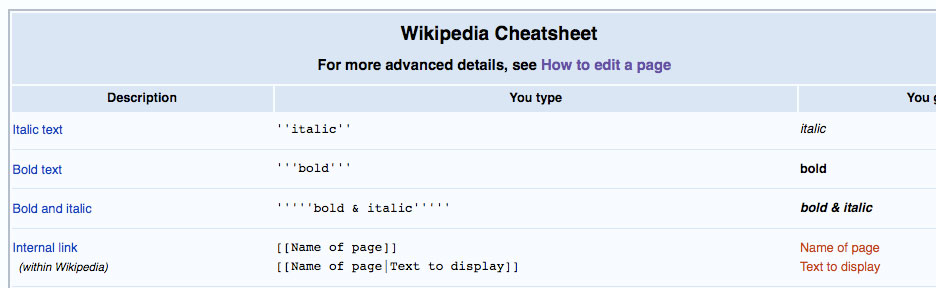 Wikipedia Cheatsheet
For more advanced details, see How to edit a page
Description You type You
Italic text ''italic'' italic
Bold text '''bold''' bold
Bold and italic '''''bold & italic''''' bold & italic
Internal link [[Name of page]] Name of page
(within Wikipedia) [[Name of page|Text to display]] Text to display